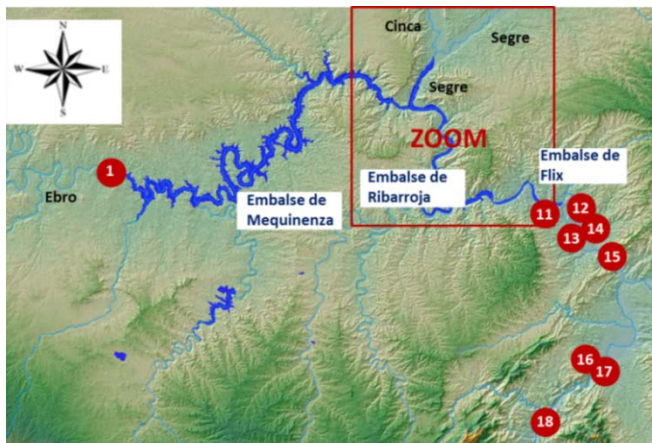 N
W
E
S
Cinca
Segre
Segre
ZOOM
1
Ebro
Embalse de
Mequinenza
Embalse de
Ribarroja
Embalse de
Flix
11
12
13
14
15
16
17
18